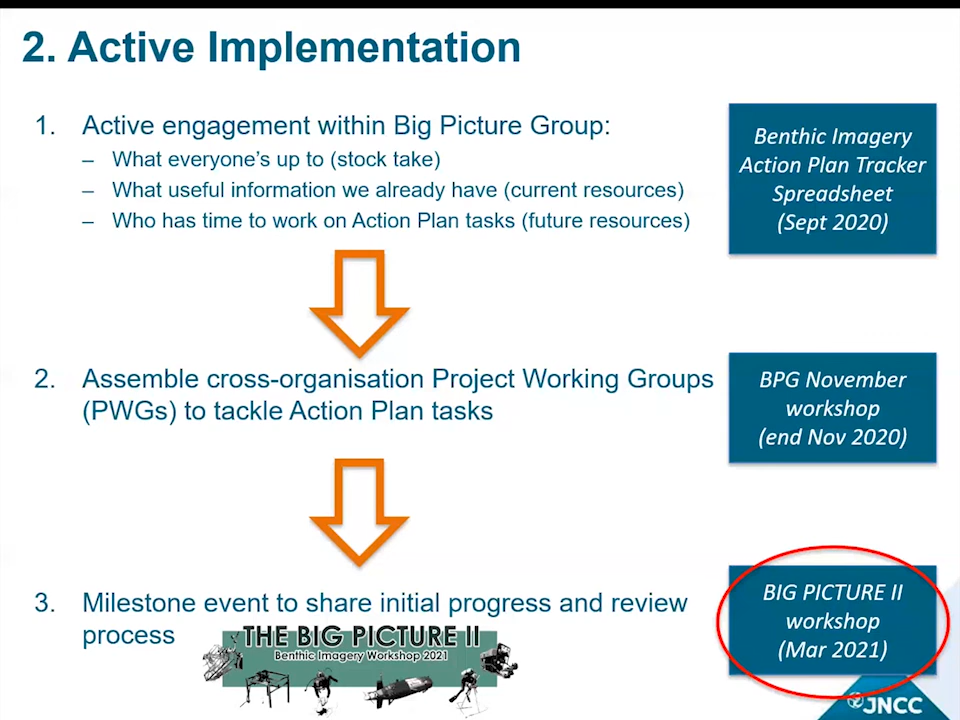 2. Active Implementation
1. Active engagement within Big Picture Group:
– What everyone's up to (stock take)
– What useful information we already have (current resources)
– Who has time to work on Action Plan tasks (future resources)
Benthic Imagery
Action Plan Tracker
Spreadsheet
(Sept 2020)
2. Assemble cross-organisation Project Working Groups
(PWGs) to tackle Action Plan tasks
BPG November
workshop
(end Nov 2020)
3. Milestone event to share initial progress and review
process
THE BIG PICTURE II
Benthic Imagery Workshop 2021
BIG PICTURE II
workshop
(Mar 2021)
JNCC